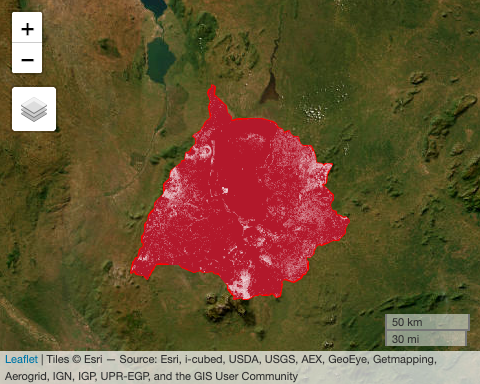 +
−
50 km
30 mi
Leaflet | Tiles © Esri — Source: Esri, i-cubed, USDA, USGS, AEX, GeoEye, Getmapping,
Aerogrid, IGN, IGP, UPR-EGP, and the GIS User Community